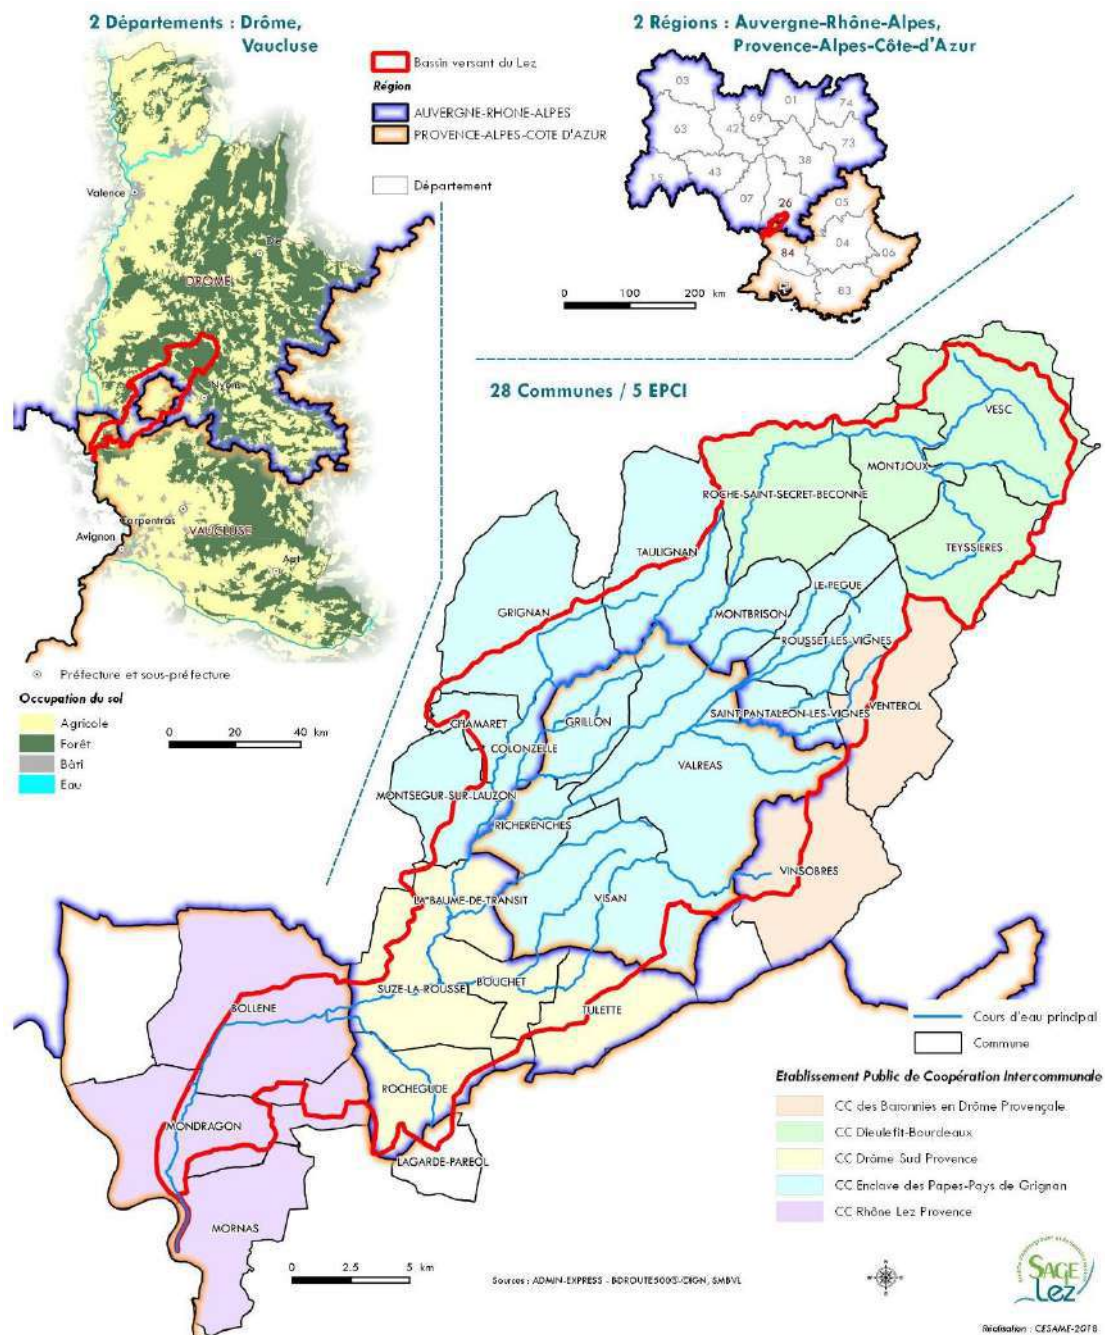 2 Départements : Drôme,
Vaucluse
2 Régions : Auvergne-Rhône-Alpes,
Provence-Alpes-Côte-d'Azur
Bassin versant du Lez
Région
AUVERGNE-RHONE-ALPES
PROVENCE-ALPES-COTE D'AZUR
Département
03
01
74
69
42
63
73
38
43
15
07
26
05
04
84
06
83
0 100 200 km
Valence
Die
DROME
Nyons
Carpentras
VAUCLUSE
Avignon
Apt
Préfecture et sous-préfecture
Occupation du sol
Agricole
Forêt
Bâti
Eau
0 20 40 km
28 Communes / 5 EPCI
VESC
MONTJOUX
ROCHE-SAINT-SECRET-BECONNE
TEYSSIERES
TAULIGNAN
LE PEGUE
GRIGNAN
MONTBRISON
ROUSSET-LES-VIGNES
SAINT-PANTALEON-LES-VIGNES
VENTEROL
CHAMARET
GRILLON
COLONZELLE
VALREAS
MONTSEGUR-SUR-LAUZON
RICHERENCHES
VINSOBRES
LA BAUME-DE-TRANSIT
VISAN
SUZE-LA-ROUSSE
BOUCHET
BOLLENE
TULETTE
ROCHEGUDE
MONDRAGON
LAGARDE-PAREOL
MORNAS
Cours d'eau principal
Commune
Etablissement Public de Coopération Intercommunale
CC des Baronnies en Drôme Provençale
CC Dieulefit-Bourdeaux
CC Drôme Sud Provence
CC Enclave des Papes-Pays de Grignan
CC Rhône Lez Provence
0 2.5 5 km
Sources : ADMIN-EXPRESS - BDROUTE500®-©IGN, SMBVL
SAGE
Lez
Réalisation : CESAME-2018